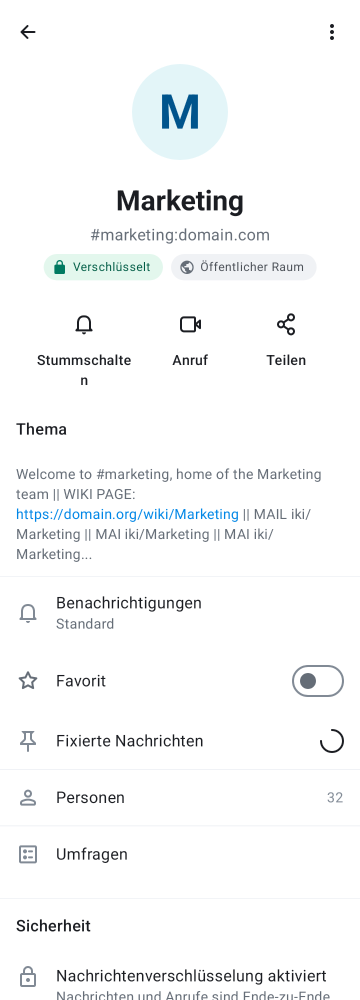 M
Marketing
#marketing:domain.com
Verschlüsselt
Öffentlicher Raum
Stummschalte
n
Anruf
Teilen
Thema
Welcome to #marketing, home of the Marketing
team || WIKI PAGE:
https://domain.org/wiki/Marketing || MAIL iki/
Marketing || MAI iki/Marketing || MAI iki/
Marketing...
Benachrichtigungen
Standard
Favorit
Fixierte Nachrichten
Personen
32
Umfragen
Sicherheit
Nachrichtenverschlüsselung aktiviert
Nachrichten und Anrufe sind Ende-zu-Ende